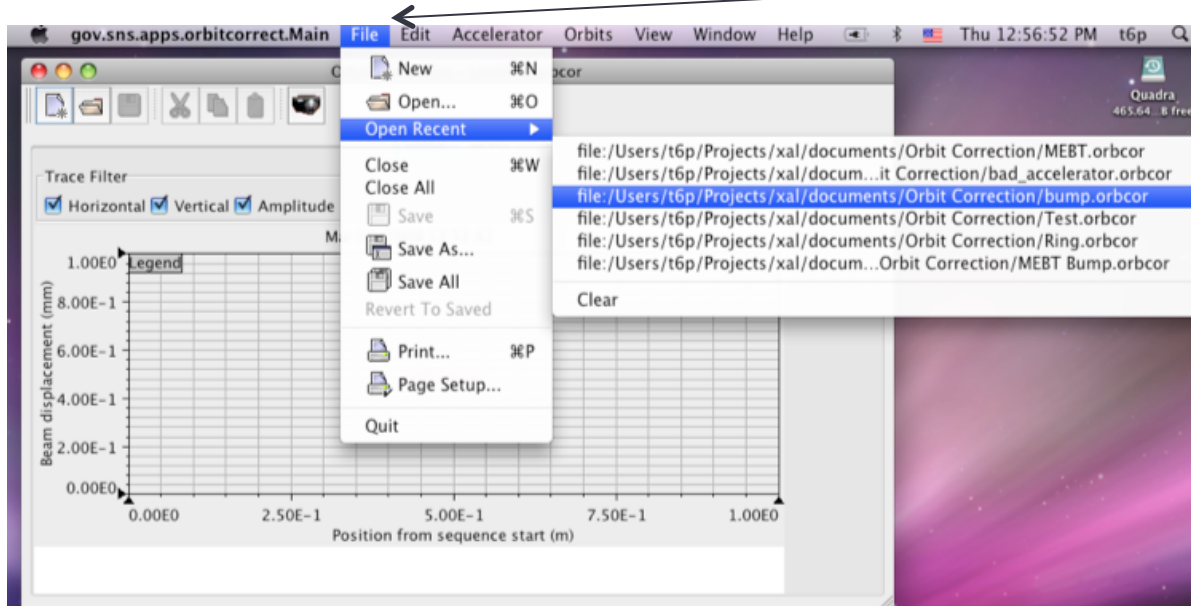 gov.sns.apps.orbitcorrect.Main File Edit Accelerator Orbits View Window Help Thu 12:56:52 PM t6p
ocor
Quadra
465.64...B free
New ⌘N
Open... ⌘O
Open Recent
Close ⌘W
Close All
Save ⌘S
Save As...
Save All
Revert To Saved
Print... ⌘P
Page Setup...
Quit
file:/Users/t6p/Projects/xal/documents/Orbit Correction/MEBT.orbcor
file:/Users/t6p/Projects/xal/docum...it Correction/bad_accelerator.orbcor
file:/Users/t6p/Projects/xal/documents/Orbit Correction/bump.orbcor
file:/Users/t6p/Projects/xal/documents/Orbit Correction/Test.orbcor
file:/Users/t6p/Projects/xal/documents/Orbit Correction/Ring.orbcor
file:/Users/t6p/Projects/xal/docum...Orbit Correction/MEBT Bump.orbcor
Clear
Trace Filter
Horizontal Vertical Amplitude
Legend
Beam displacement (mm)
1.00E0
8.00E-1
6.00E-1
4.00E-1
2.00E-1
0.00E0
0.00E0 2.50E-1 5.00E-1 7.50E-1 1.00E0
Position from sequence start (m)